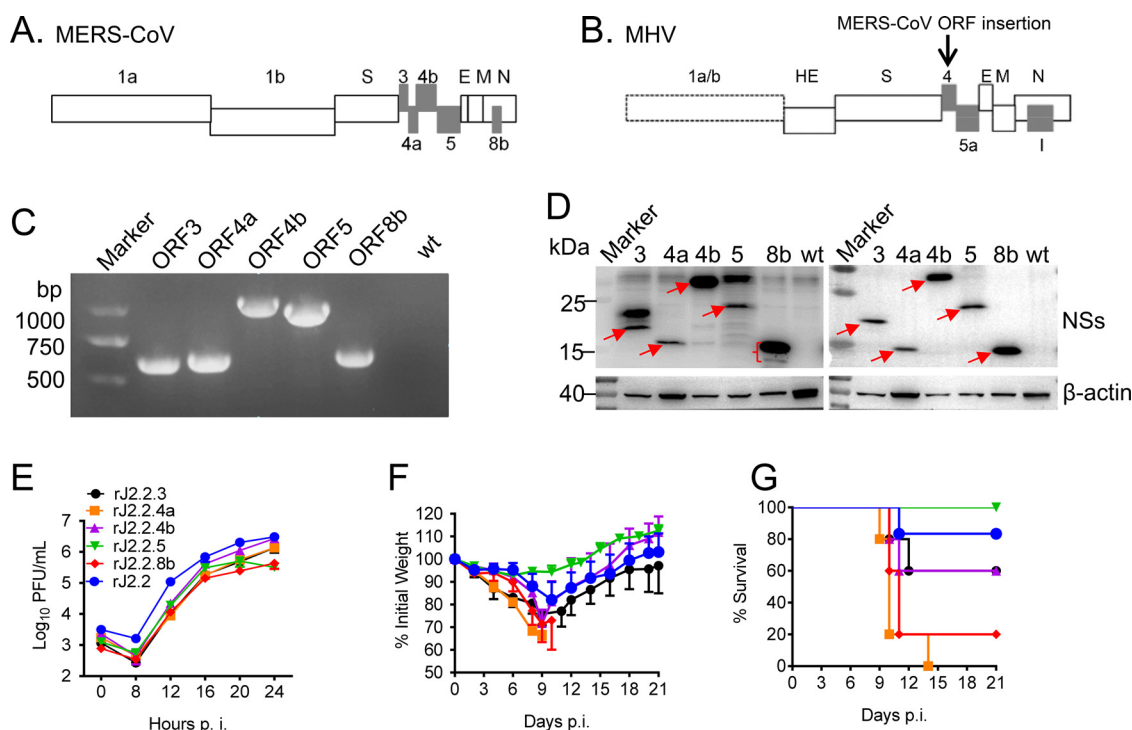 A. MERS-CoV
1a 1b S 3 4b E M N
4a 5 8b
B. MHV
MERS-CoV ORF insertion
1a/b HE S 4 E M N
5a I
C
Marker ORF3 ORF4a ORF4b ORF5 ORF8b wt
bp
1000
750
500
D
kDa
Marker 3 4a 4b 5 8b wt
Marker 3 4a 4b 5 8b wt
25
15
40
NSs
β-actin
E
rJ2.2.3
rJ2.2.4a
rJ2.2.4b
rJ2.2.5
rJ2.2.8b
rJ2.2
Log10 PFU/mL
7
6
5
4
3
2
0 4 8 12 16 20 24
Hours p. i.
F
% Initial Weight
120
110
100
90
80
70
60
50
0 3 6 9 12 15 18 21
Days p.i.
G
% Survival
100
80
60
40
20
0
0 3 6 9 12 15 18 21
Days p.i.